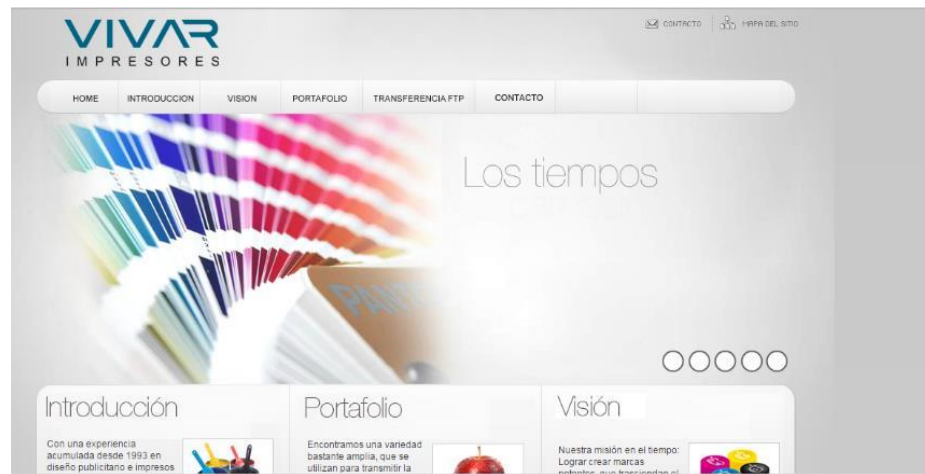 VIVAR
IMPRESORES
CONTACTO
MAPA DEL SITIO
HOME
INTRODUCCION
VISION
PORTAFOLIO
TRANSFERENCIA FTP
CONTACTO
Los tiempos
Introducción
Con una experiencia
acumulada desde 1993 en
diseño publicitario e impresos
Portafolio
Encontramos una variedad
bastante amplia, que se
utilizan para transmitir la
Visión
Nuestra misión en el tiempo:
Lograr crear marcas